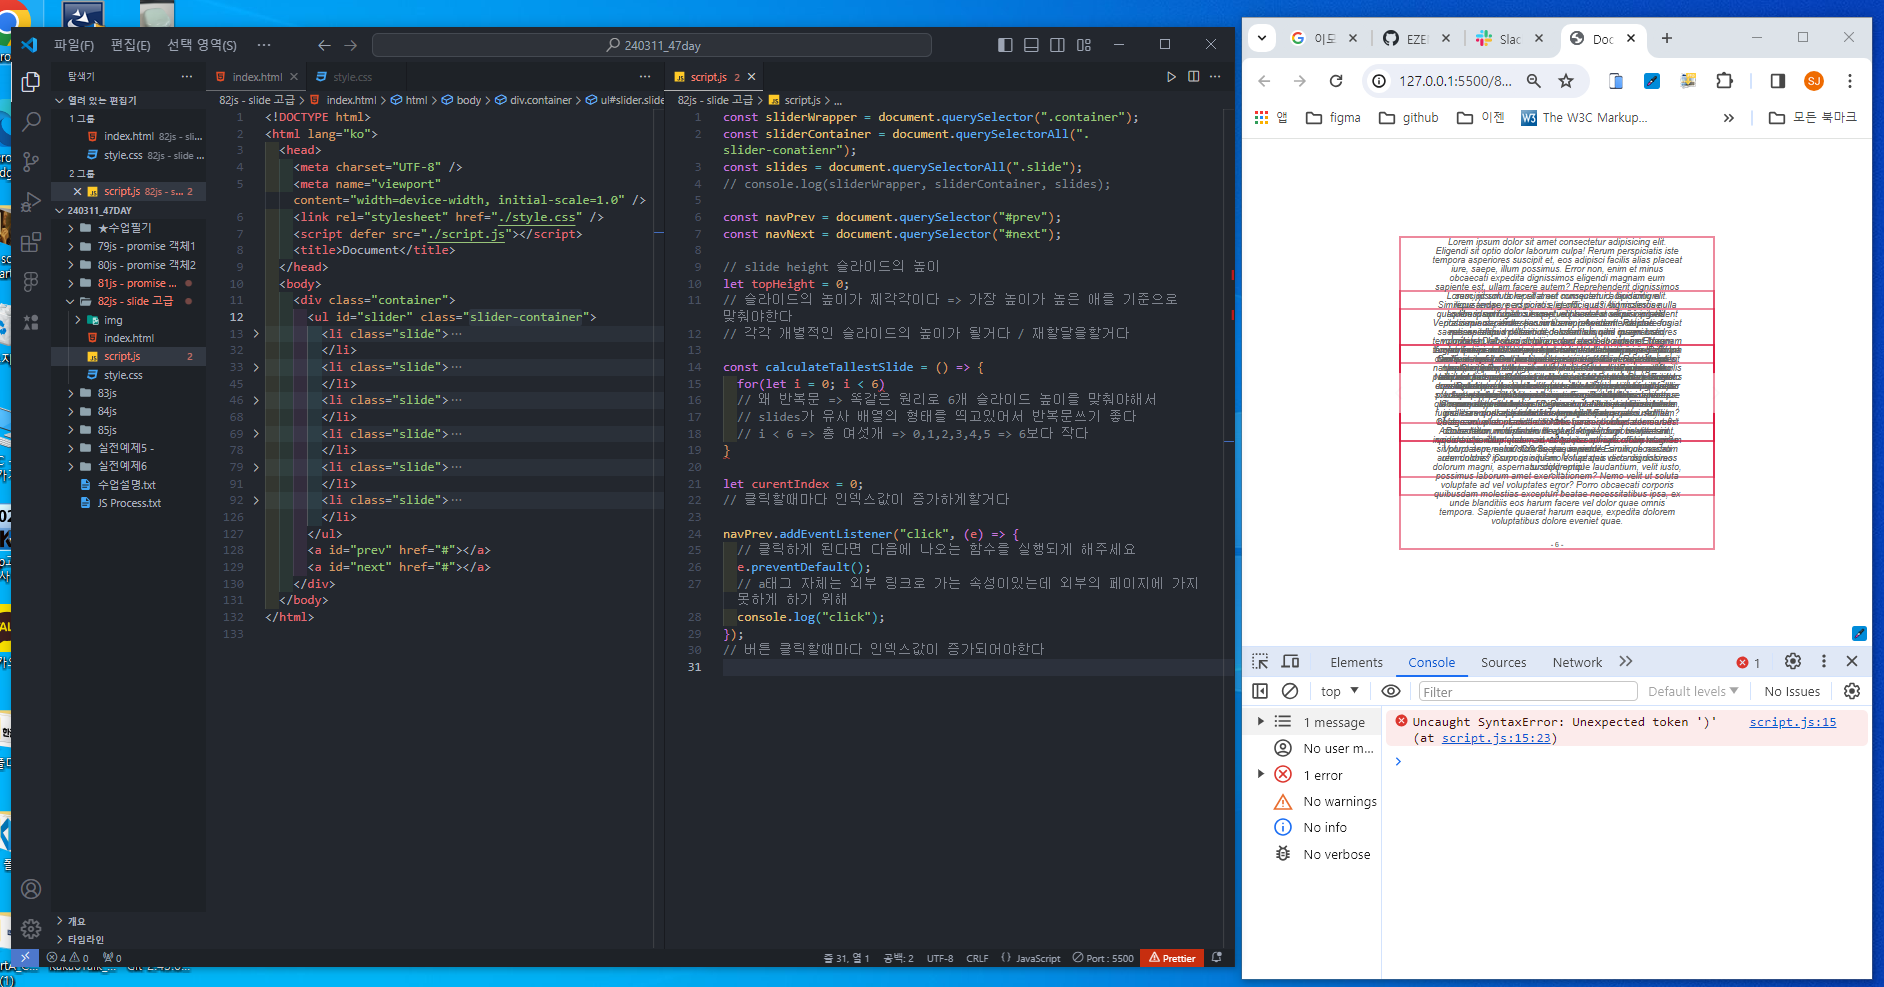 파일(F) 편집(E) 선택 영역(S) ···
240311_47day
탐색기
열려 있는 편집기
1 그룹
index.html 82js - sli...
style.css 82js - slide ...
2 그룹
script.js 82js - s... 2
240311_47DAY
★수업필기
79js - promise 객체1
80js - promise 객체2
81js - promise ...
82js - slide 고급
img
index.html
script.js 2
style.css
83js
84js
85js
실전예제5 -
실전예제6
수업설명.txt
JS Process.txt
개요
타임라인
index.html
style.css
82js - slide 고급 > index.html > html > body > div.container > ul#slider.slide
1 <!DOCTYPE html>
2 <html lang="ko">
3 <head>
4 <meta charset="UTF-8" />
5 <meta name="viewport"
content="width=device-width, initial-scale=1.0" />
6 <link rel="stylesheet" href="./style.css" />
7 <script defer src="./script.js"></script>
8 <title>Document</title>
9 </head>
10 <body>
11 <div class="container">
12 <ul id="slider" class="slider-container">
13 <li class="slide">···
32 </li>
33 <li class="slide">···
45 </li>
46 <li class="slide">···
68 </li>
69 <li class="slide">···
78 </li>
79 <li class="slide">···
91 </li>
92 <li class="slide">···
126 </li>
127 </ul>
128 <a id="prev" href="#"></a>
129 <a id="next" href="#"></a>
130 </div>
131 </body>
132 </html>
133
script.js 2
82js - slide 고급 > script.js > ...
1 const sliderWrapper = document.querySelector(".container");
2 const sliderContainer = document.querySelectorAll(".
slider-conatienr");
3 const slides = document.querySelectorAll(".slide");
4 // console.log(sliderWrapper, sliderContainer, slides);
5
6 const navPrev = document.querySelector("#prev");
7 const navNext = document.querySelector("#next");
8
9 // slide height 슬라이드의 높이
10 let topHeight = 0;
11 // 슬라이드의 높이가 제각각이다 => 가장 높이가 높은 애를 기준으로
맞춰야한다
12 // 각각 개별적인 슬라이드의 높이가 될거다 / 재할달을할거다
13
14 const calculateTallestSlide = () => {
15 for(let i = 0; i < 6)
16 // 왜 반복문 => 똑같은 원리로 6개 슬라이드 높이를 맞춰야해서
17 // slides가 유사 배열의 형태를 띄고있어서 반복문쓰기 좋다
18 // i < 6 => 총 여섯개 => 0,1,2,3,4,5 => 6보다 작다
19 }
20
21 let curentIndex = 0;
22 // 클릭할때마다 인덱스값이 증가하게할거다
23
24 navPrev.addEventListener("click", (e) => {
25 // 클릭하게 된다면 다음에 나오는 함수를 실행되게 해주세요
26 e.preventDefault();
27 // a태그 자체는 외부 링크로 가는 속성이있는데 외부의 페이지에 가지
못하게 하기 위해
28 console.log("click");
29 });
30 // 버튼 클릭할때마다 인덱스값이 증가되어야한다
31
4 0 0
줄 31, 열 1 공백: 2 UTF-8 CRLF JavaScript Port : 5500 Prettier
이모 EZE Slac Doc
127.0.0.1:5500/8... SJ
앱 figma github 이젠 The W3C Markup... » 모든 북마크
Lorem ipsum dolor sit amet consectetur adipisicing elit.
Eligendi sit optio dolor laborum culpa! Rerum perspiciatis iste
tempora asperiores suscipit et, eos adipisci facilis alias placeat
iure, saepe, illum possimus. Error non, enim et minus
obcaecati expedita dignissimos eligendi magnam eum
sapiente est, ullam facere autem? Reprehenderit dignissimos
voluptate ad vel voluptates error? Porro obcaecati corporis
quibusdam molestias excepturi beatae necessitatibus ipsa, ex
unde blanditiis eos harum facere vel dolor quae omnis
tempora. Sapiente quaerat harum eaque, expedita dolorem
voluptatibus dolore eveniet quae.
- 6 -
Elements Console Sources Network » 1
top Filter Default levels No Issues
1 message
No user m...
1 error
No warnings
No info
No verbose
Uncaught SyntaxError: Unexpected token ')' script.js:15
(at script.js:15:23)
(1)